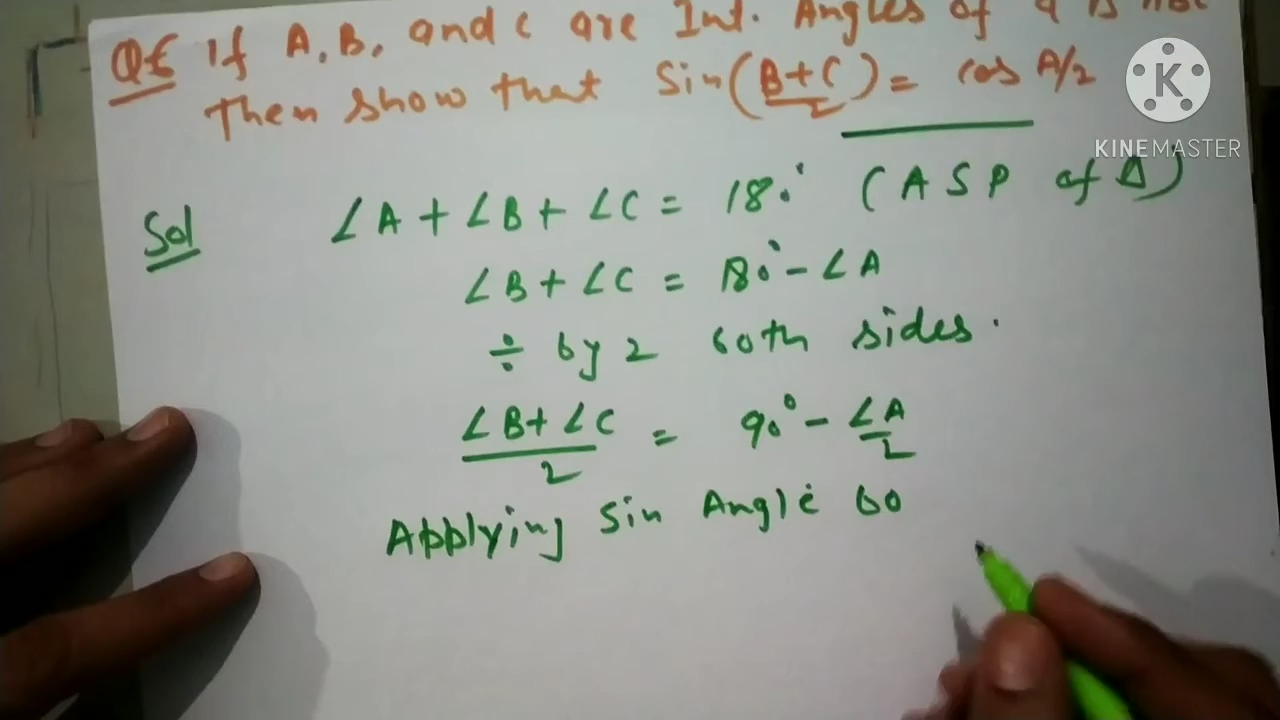 Q6 If A, B, and C are Int. Angles of a
Then show that Sin(B+C/2) = cos A/2
K
KINEMASTER
Sol ∠A + ∠B + ∠C = 180° (ASP of Δ)
∠B + ∠C = 180° - ∠A
÷ by 2 both sides.
∠B + ∠C / 2 = 90° - ∠A / 2
Applying Sin Angle bo